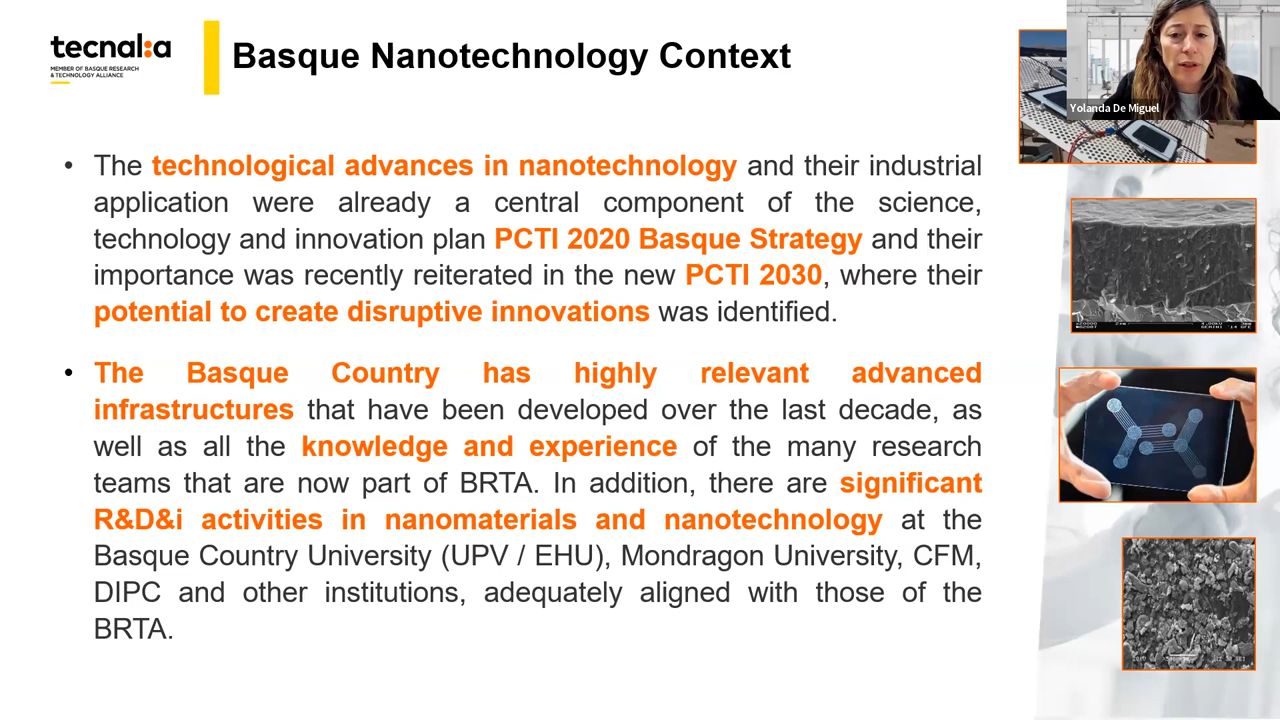 tecnal:a
MEMBER OF BASQUE RESEARCH
& TECHNOLOGY ALLIANCE
Basque Nanotechnology Context
Yolanda De Miguel
• The technological advances in nanotechnology and their industrial
application were already a central component of the science,
technology and innovation plan PCTI 2020 Basque Strategy and their
importance was recently reiterated in the new PCTI 2030, where their
potential to create disruptive innovations was identified.
• The Basque Country has highly relevant advanced
infrastructures that have been developed over the last decade, as
well as all the knowledge and experience of the many research
teams that are now part of BRTA. In addition, there are significant
R&D&i activities in nanomaterials and nanotechnology at the
Basque Country University (UPV / EHU), Mondragon University, CFM,
DIPC and other institutions, adequately aligned with those of the
BRTA.